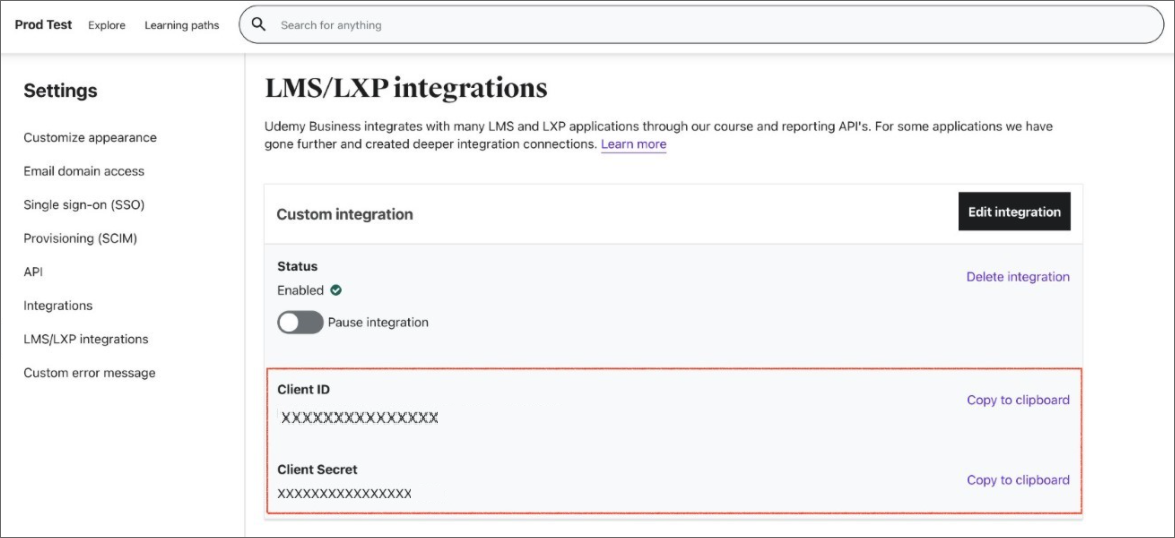 Prod Test Explore Learning paths Search for anything
Settings
Customize appearance
Email domain access
Single sign-on (SSO)
Provisioning (SCIM)
API
Integrations
LMS/LXP integrations
Custom error message
LMS/LXP integrations
Udemy Business integrates with many LMS and LXP applications through our course and reporting API's. For some applications we have
gone further and created deeper integration connections. Learn more
Custom integration Edit integration
Status
Enabled
Delete integration
Pause integration
Client ID
XXXXXXXXXXXXXXX
Copy to clipboard
Client Secret
XXXXXXXXXXXXXXXX
Copy to clipboard